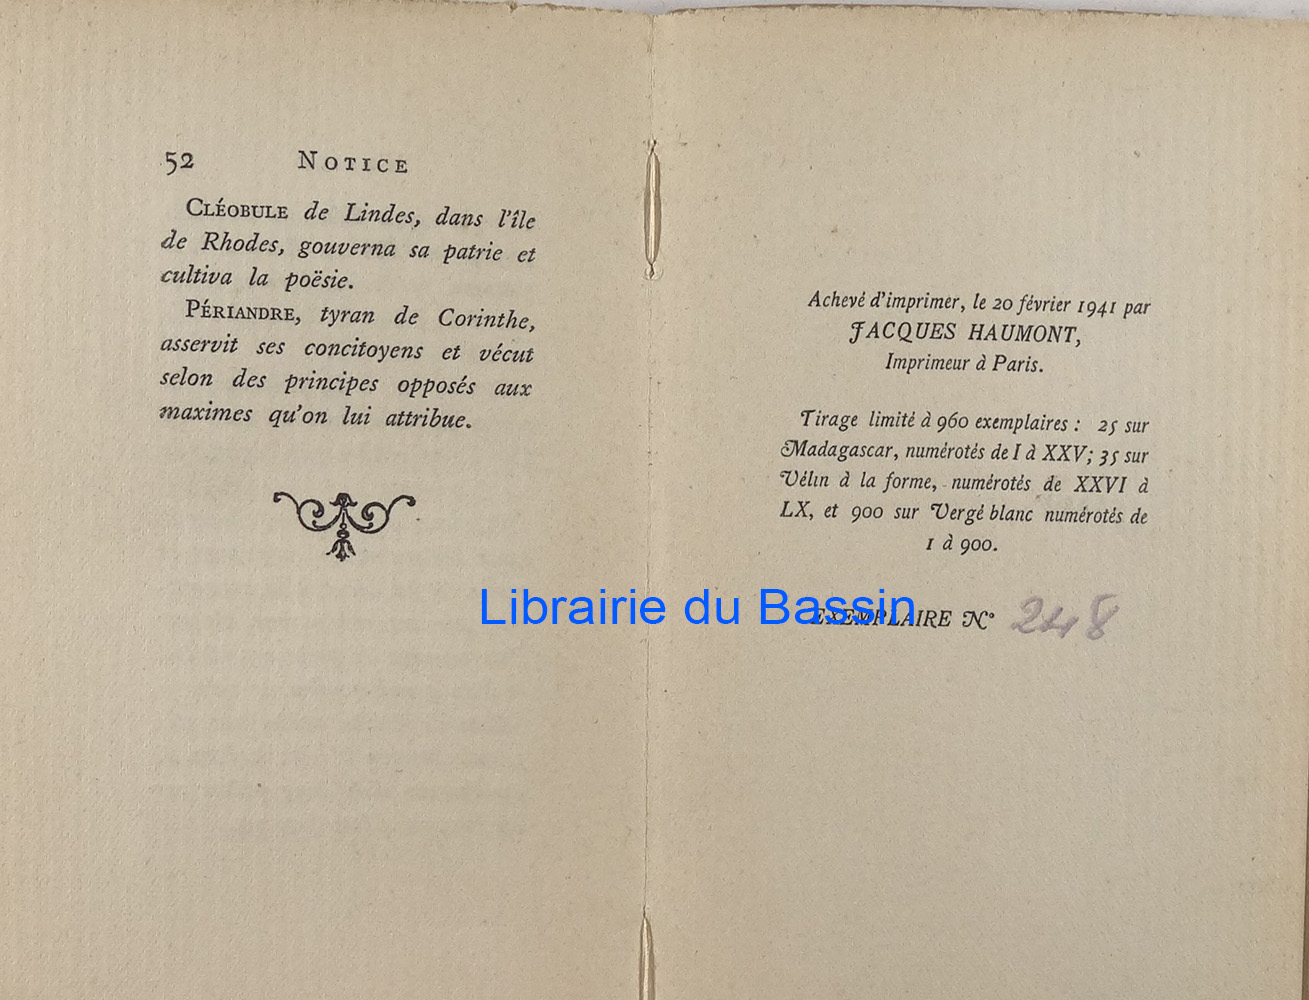 52 NOTICE
CLÉOBULE de Lindes, dans l'île
de Rhodes, gouverna sa patrie et
cultiva la poësie.
PÉRIANDRE, tyran de Corinthe,
asservit ses concitoyens et vécut
selon des principes opposés aux
maximes qu'on lui attribue.
Achevé d'imprimer, le 20 février 1941 par
JACQUES HAUMONT,
Imprimeur à Paris.
Tirage limité à 960 exemplaires : 25 sur
Madagascar, numérotés de I à XXV; 35 sur
Vélin à la forme, numérotés de XXVI à
LX, et 900 sur Vergé blanc numérotés de
1 à 900.
Librairie du Bassin
EXEMPLAIRE N° 248